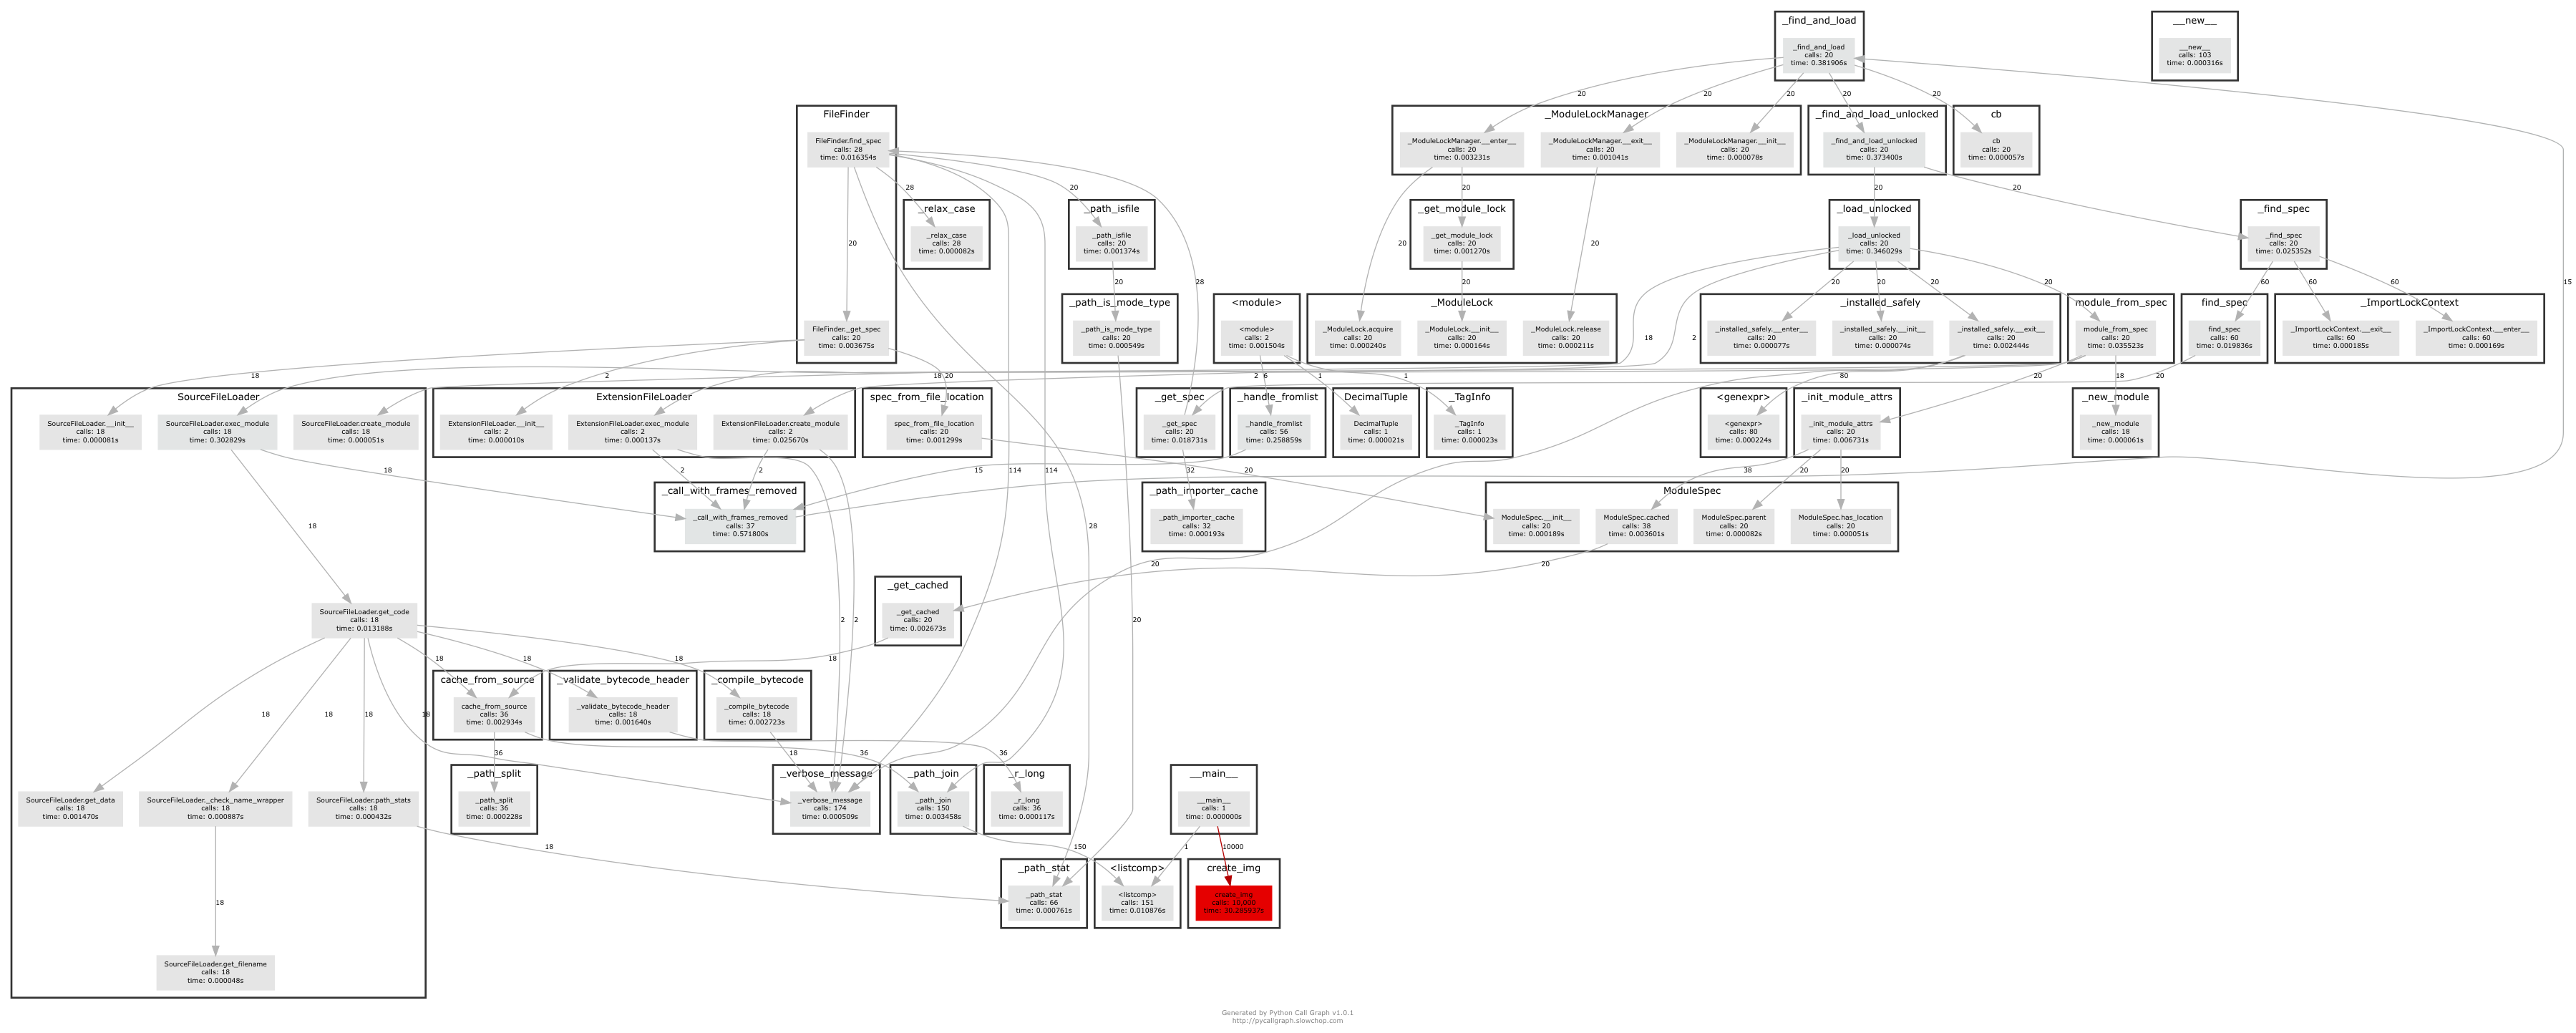 _find_and_load
_find_and_load
calls: 20
time: 0.381906s
__new__
__new__
calls: 103
time: 0.000316s
20
20
20
20
20
FileFinder
FileFinder.find_spec
calls: 28
time: 0.016354s
20
FileFinder._get_spec
calls: 20
time: 0.003675s
_ModuleLockManager
_ModuleLockManager.__enter__
calls: 20
time: 0.003231s
_ModuleLockManager.__exit__
calls: 20
time: 0.001041s
_ModuleLockManager.__init__
calls: 20
time: 0.000078s
_find_and_load_unlocked
_find_and_load_unlocked
calls: 20
time: 0.373400s
cb
cb
calls: 20
time: 0.000057s
28
20
20
20
20
_relax_case
_relax_case
calls: 28
time: 0.000082s
_path_isfile
_path_isfile
calls: 20
time: 0.001374s
_get_module_lock
_get_module_lock
calls: 20
time: 0.001270s
_load_unlocked
_load_unlocked
calls: 20
time: 0.346029s
_find_spec
_find_spec
calls: 20
time: 0.025352s
20
20
28
20
20
20
20
20
20
60
60
60
15
_path_is_mode_type
_path_is_mode_type
calls: 20
time: 0.000549s
<module>
<module>
calls: 2
time: 0.001504s
_ModuleLock
_ModuleLock.acquire
calls: 20
time: 0.000240s
_ModuleLock.__init__
calls: 20
time: 0.000164s
_ModuleLock.release
calls: 20
time: 0.000211s
18
2
_installed_safely
_installed_safely.__enter__
calls: 20
time: 0.000077s
_installed_safely.__init__
calls: 20
time: 0.000074s
_installed_safely.__exit__
calls: 20
time: 0.002444s
module_from_spec
module_from_spec
calls: 20
time: 0.035523s
find_spec
find_spec
calls: 60
time: 0.019836s
_ImportLockContext
_ImportLockContext.__exit__
calls: 60
time: 0.000185s
_ImportLockContext.__enter__
calls: 60
time: 0.000169s
18
2
18
20
2
6
1
1
80
20
18
20
SourceFileLoader
SourceFileLoader.__init__
calls: 18
time: 0.000081s
SourceFileLoader.exec_module
calls: 18
time: 0.302829s
SourceFileLoader.create_module
calls: 18
time: 0.000051s
ExtensionFileLoader
ExtensionFileLoader.__init__
calls: 2
time: 0.000010s
ExtensionFileLoader.exec_module
calls: 2
time: 0.000137s
ExtensionFileLoader.create_module
calls: 2
time: 0.025670s
spec_from_file_location
spec_from_file_location
calls: 20
time: 0.001299s
_get_spec
_get_spec
calls: 20
time: 0.018731s
_handle_fromlist
_handle_fromlist
calls: 56
time: 0.258859s
DecimalTuple
DecimalTuple
calls: 1
time: 0.000021s
_TagInfo
_TagInfo
calls: 1
time: 0.000023s
<genexpr>
<genexpr>
calls: 80
time: 0.000224s
_init_module_attrs
_init_module_attrs
calls: 20
time: 0.006731s
_new_module
_new_module
calls: 18
time: 0.000061s
18
2
2
15
114
114
32
20
38
20
20
_call_with_frames_removed
_call_with_frames_removed
calls: 37
time: 0.571800s
_path_importer_cache
_path_importer_cache
calls: 32
time: 0.000193s
ModuleSpec
ModuleSpec.__init__
calls: 20
time: 0.000189s
ModuleSpec.cached
calls: 38
time: 0.003601s
ModuleSpec.parent
calls: 20
time: 0.000082s
ModuleSpec.has_location
calls: 20
time: 0.000051s
18
28
20
20
_get_cached
_get_cached
calls: 20
time: 0.002673s
SourceFileLoader.get_code
calls: 18
time: 0.013188s
2
2
20
18
18
18
18
cache_from_source
cache_from_source
calls: 36
time: 0.002934s
_validate_bytecode_header
_validate_bytecode_header
calls: 18
time: 0.001640s
_compile_bytecode
_compile_bytecode
calls: 18
time: 0.002723s
18
18
18
18
36
18
36
36
_path_split
_path_split
calls: 36
time: 0.000228s
_verbose_message
_verbose_message
calls: 174
time: 0.000509s
_path_join
_path_join
calls: 150
time: 0.003458s
_r_long
_r_long
calls: 36
time: 0.000117s
__main__
__main__
calls: 1
time: 0.000000s
SourceFileLoader.get_data
calls: 18
time: 0.001470s
SourceFileLoader._check_name_wrapper
calls: 18
time: 0.000887s
SourceFileLoader.path_stats
calls: 18
time: 0.000432s
18
150
1
10000
_path_stat
_path_stat
calls: 66
time: 0.000761s
<listcomp>
<listcomp>
calls: 151
time: 0.010876s
create_img
create_img
calls: 10,000
time: 30.285937s
18
SourceFileLoader.get_filename
calls: 18
time: 0.000048s
Generated by Python Call Graph v1.0.1
http://pycallgraph.slowchop.com